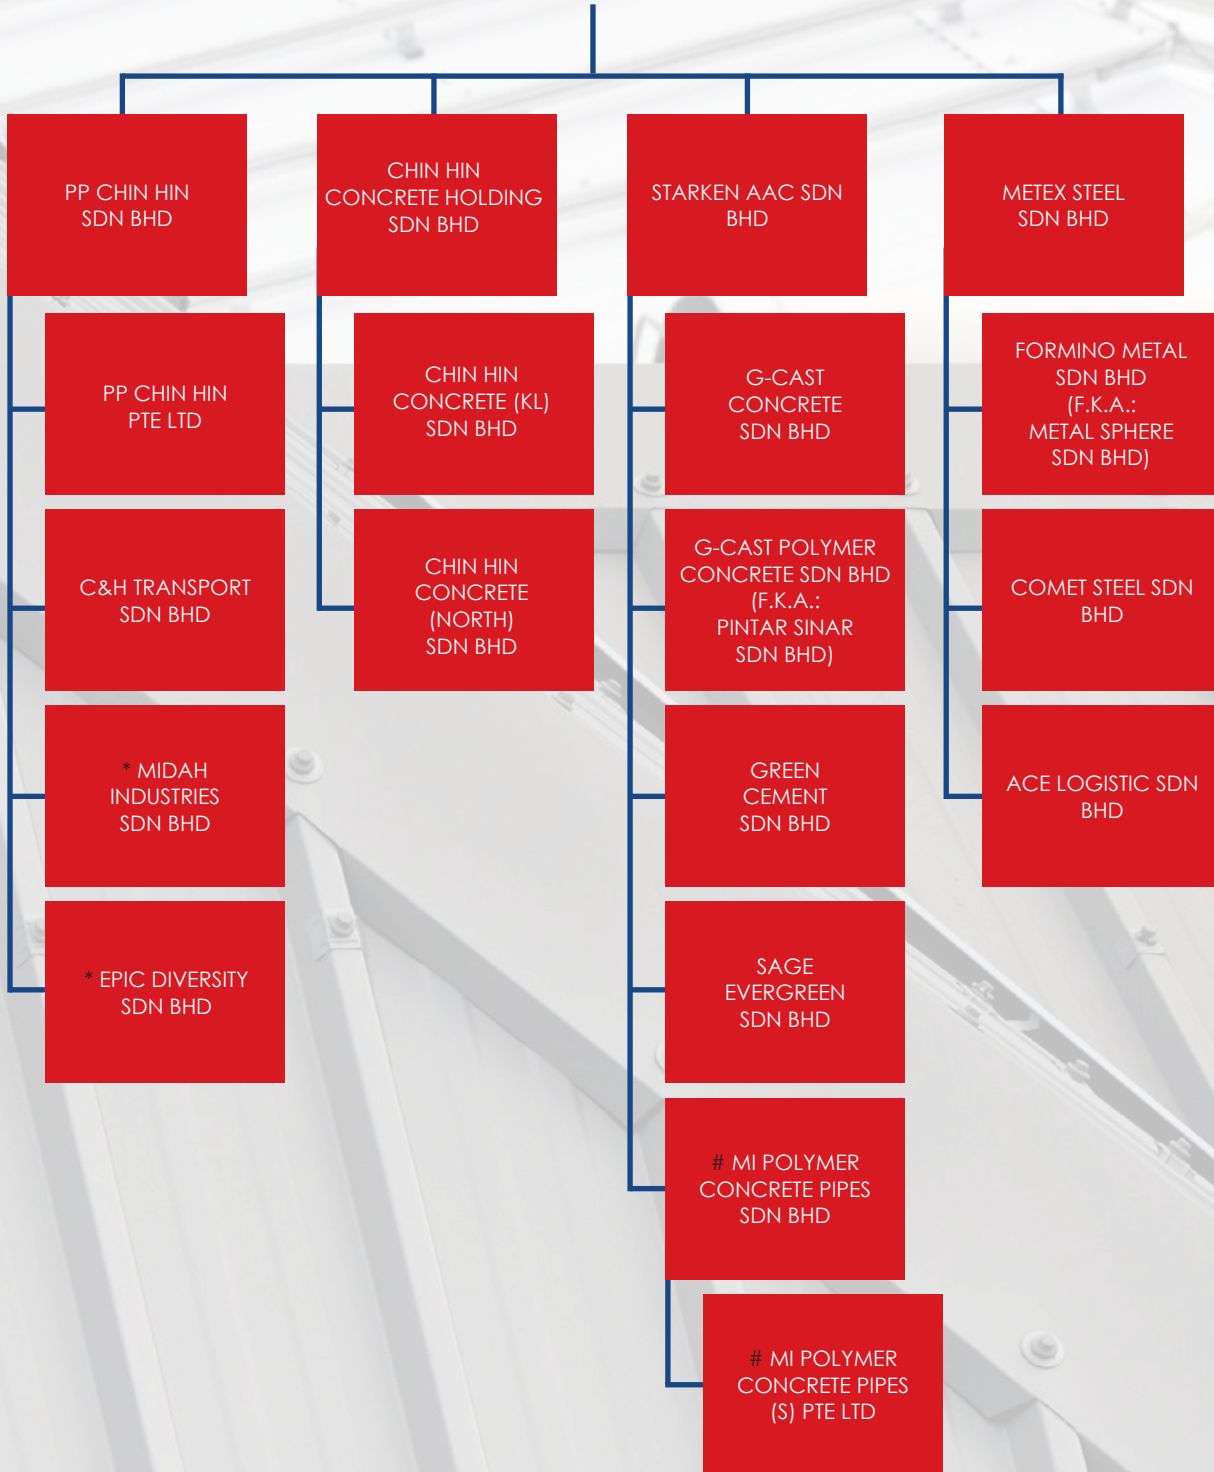 PP CHIN HIN
SDN BHD
PP CHIN HIN
PTE LTD
C&H TRANSPORT
SDN BHD
* MIDAH
INDUSTRIES
SDN BHD
* EPIC DIVERSITY
SDN BHD
CHIN HIN
CONCRETE HOLDING
SDN BHD
CHIN HIN
CONCRETE (KL)
SDN BHD
CHIN HIN
CONCRETE
(NORTH)
SDN BHD
STARKEN AAC SDN
BHD
G-CAST
CONCRETE
SDN BHD
G-CAST POLYMER
CONCRETE SDN BHD
(F.K.A.:
PINTAR SINAR
SDN BHD)
GREEN
CEMENT
SDN BHD
SAGE
EVERGREEN
SDN BHD
# MI POLYMER
CONCRETE PIPES
SDN BHD
# MI POLYMER
CONCRETE PIPES
(S) PTE LTD
METEX STEEL
SDN BHD
FORMINO METAL
SDN BHD
(F.K.A.:
METAL SPHERE
SDN BHD)
COMET STEEL SDN
BHD
ACE LOGISTIC SDN
BHD